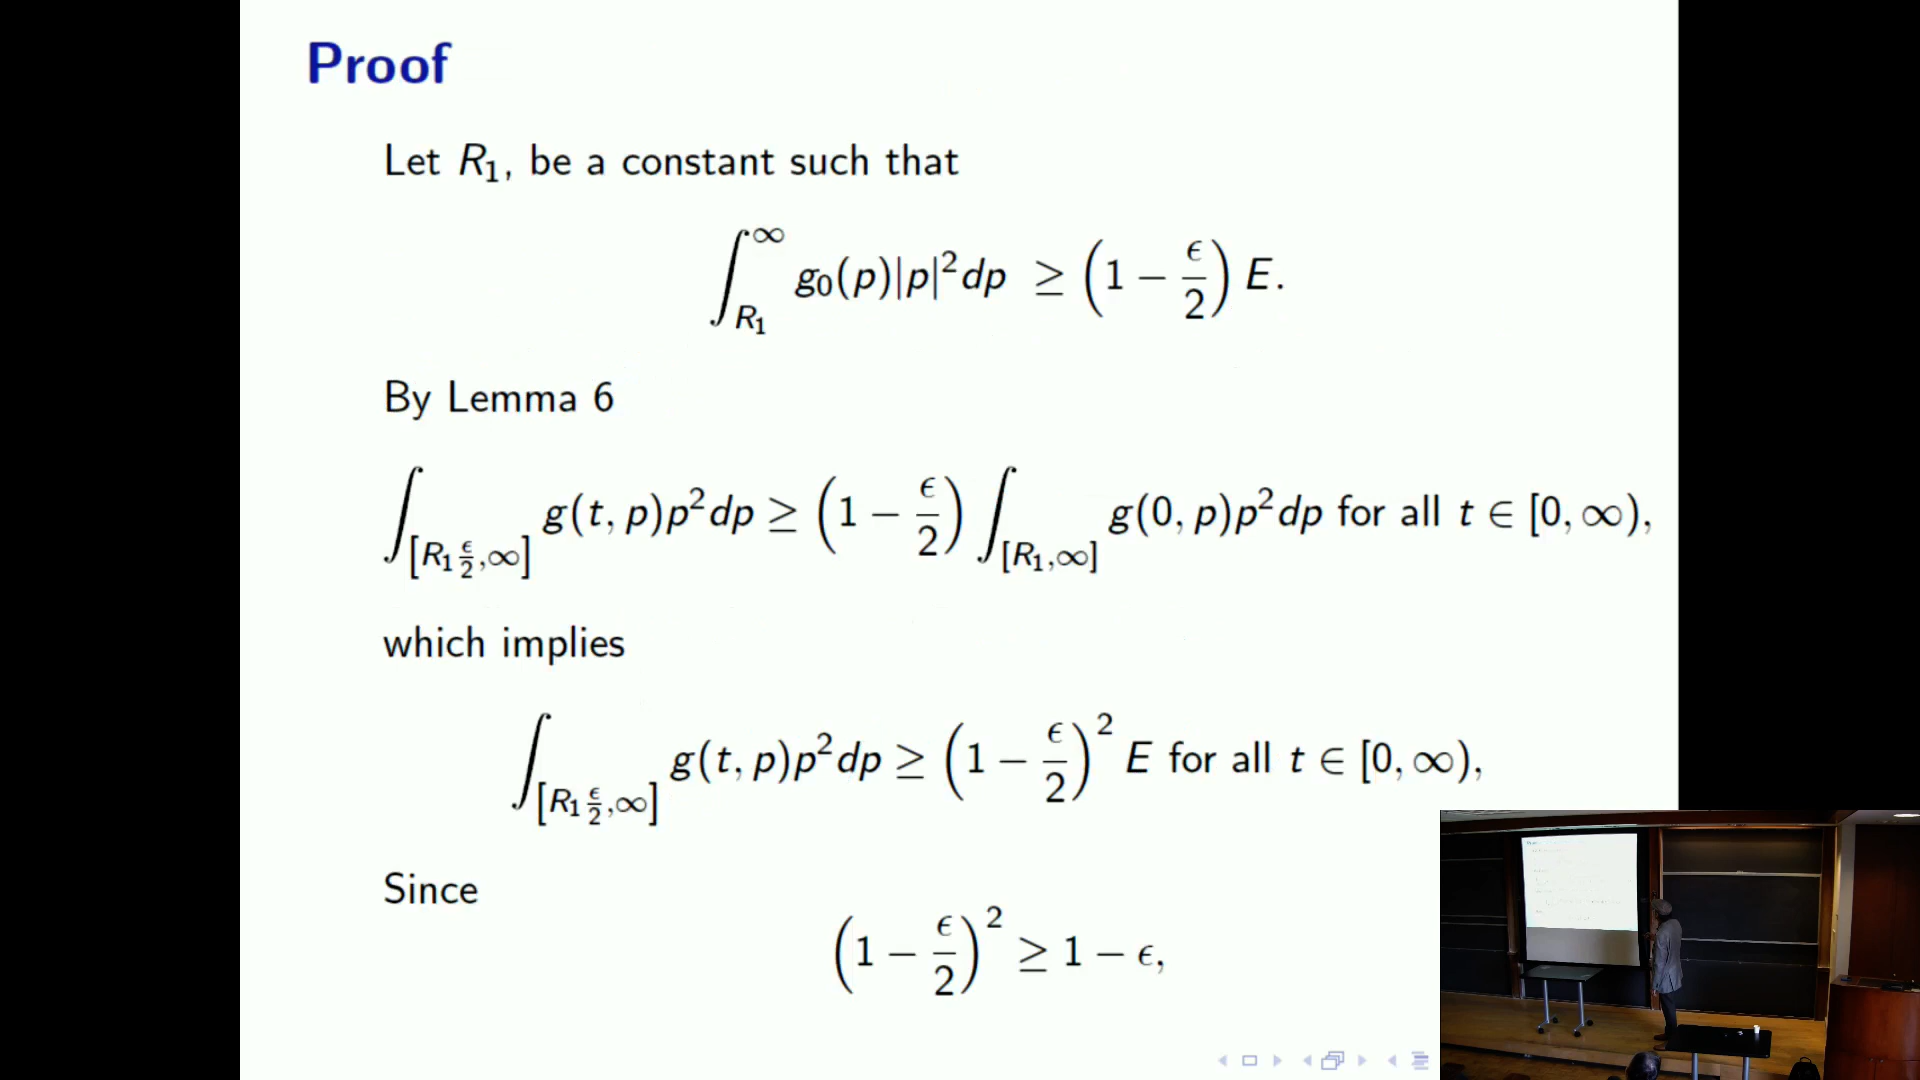 Proof
Let R₁, be a constant such that
∫_{R₁}^{∞} g₀(p)|p|²dp ≥ (1 − ϵ/2) E.
By Lemma 6
∫_{[R₁ ϵ/2,∞]} g(t, p)p²dp ≥ (1 − ϵ/2) ∫_{[R₁,∞]} g(0, p)p²dp for all t ∈ [0, ∞),
which implies
∫_{[R₁ ϵ/2,∞]} g(t, p)p²dp ≥ (1 − ϵ/2)² E for all t ∈ [0, ∞),
Since
(1 − ϵ/2)² ≥ 1 − ϵ,